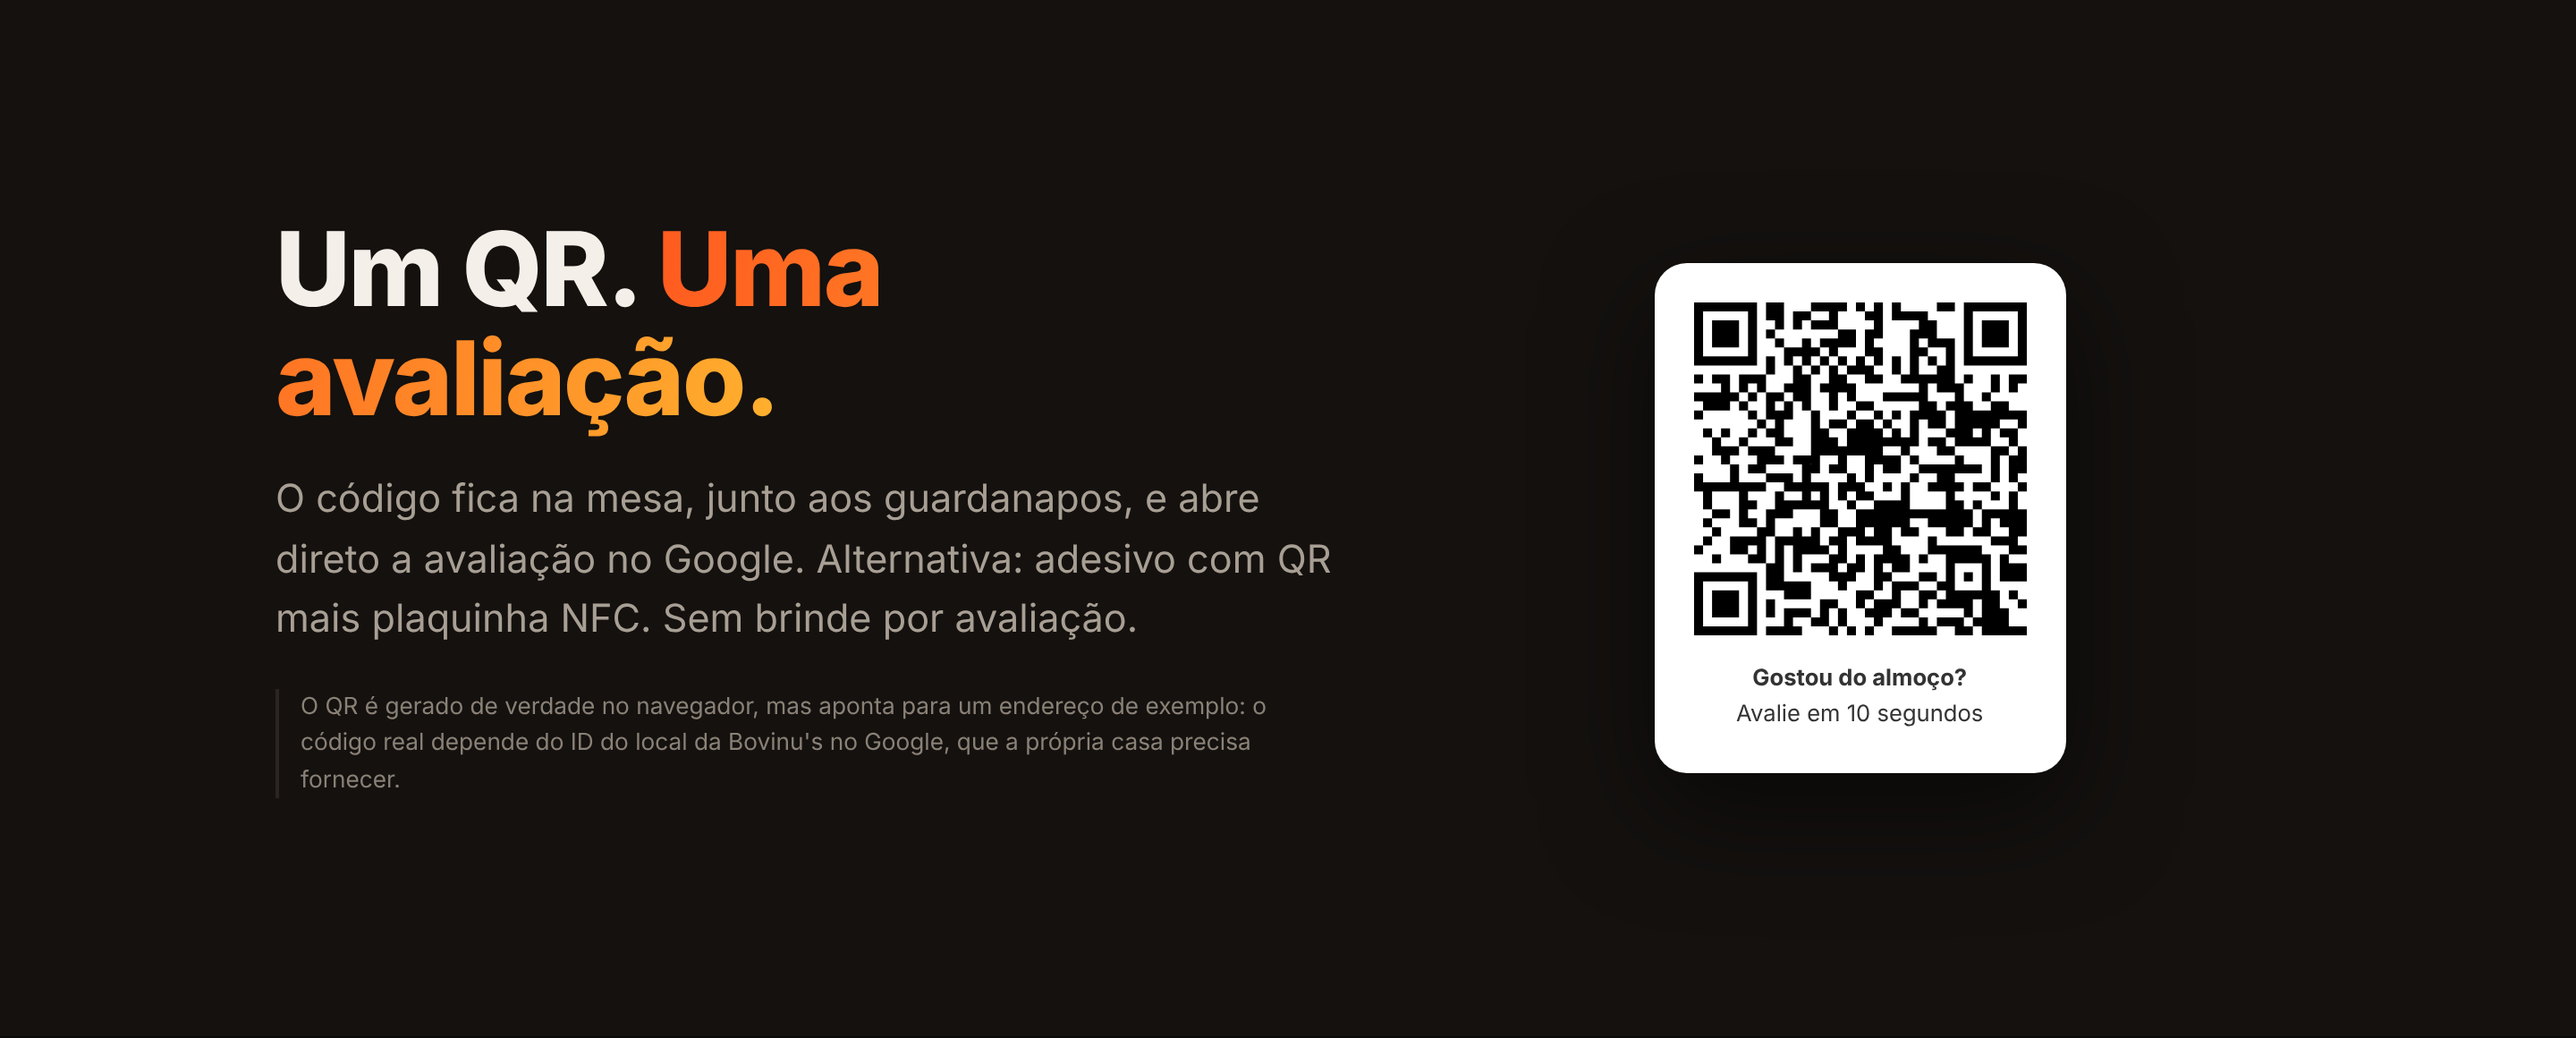 Um QR. Uma
avaliação.
O código fica na mesa, junto aos guardanapos, e abre
direto a avaliação no Google. Alternativa: adesivo com QR
mais plaquinha NFC. Sem brinde por avaliação.
O QR é gerado de verdade no navegador, mas aponta para um endereço de exemplo: o
código real depende do ID do local da Bovinu's no Google, que a própria casa precisa
fornecer.
Gostou do almoço?
Avalie em 10 segundos